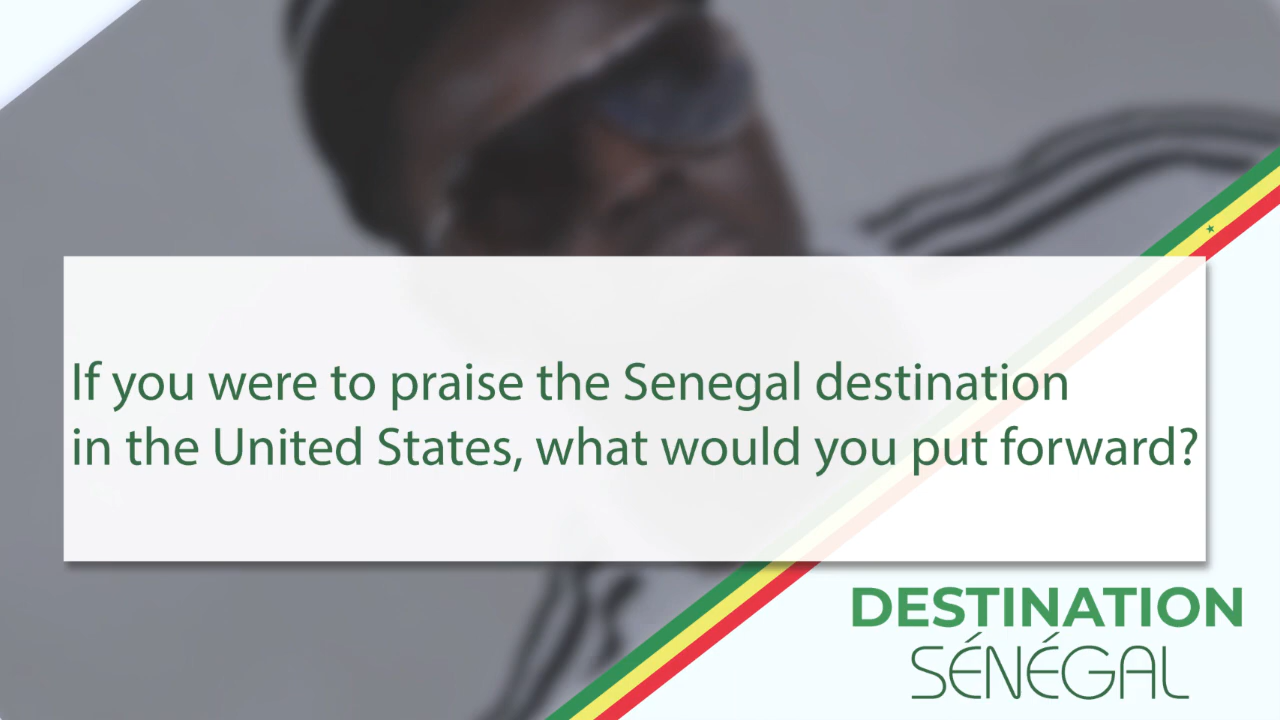 If you were to praise the Senegal destination
in the United States, what would you put forward?
DESTINATION
SÉNÉGAL